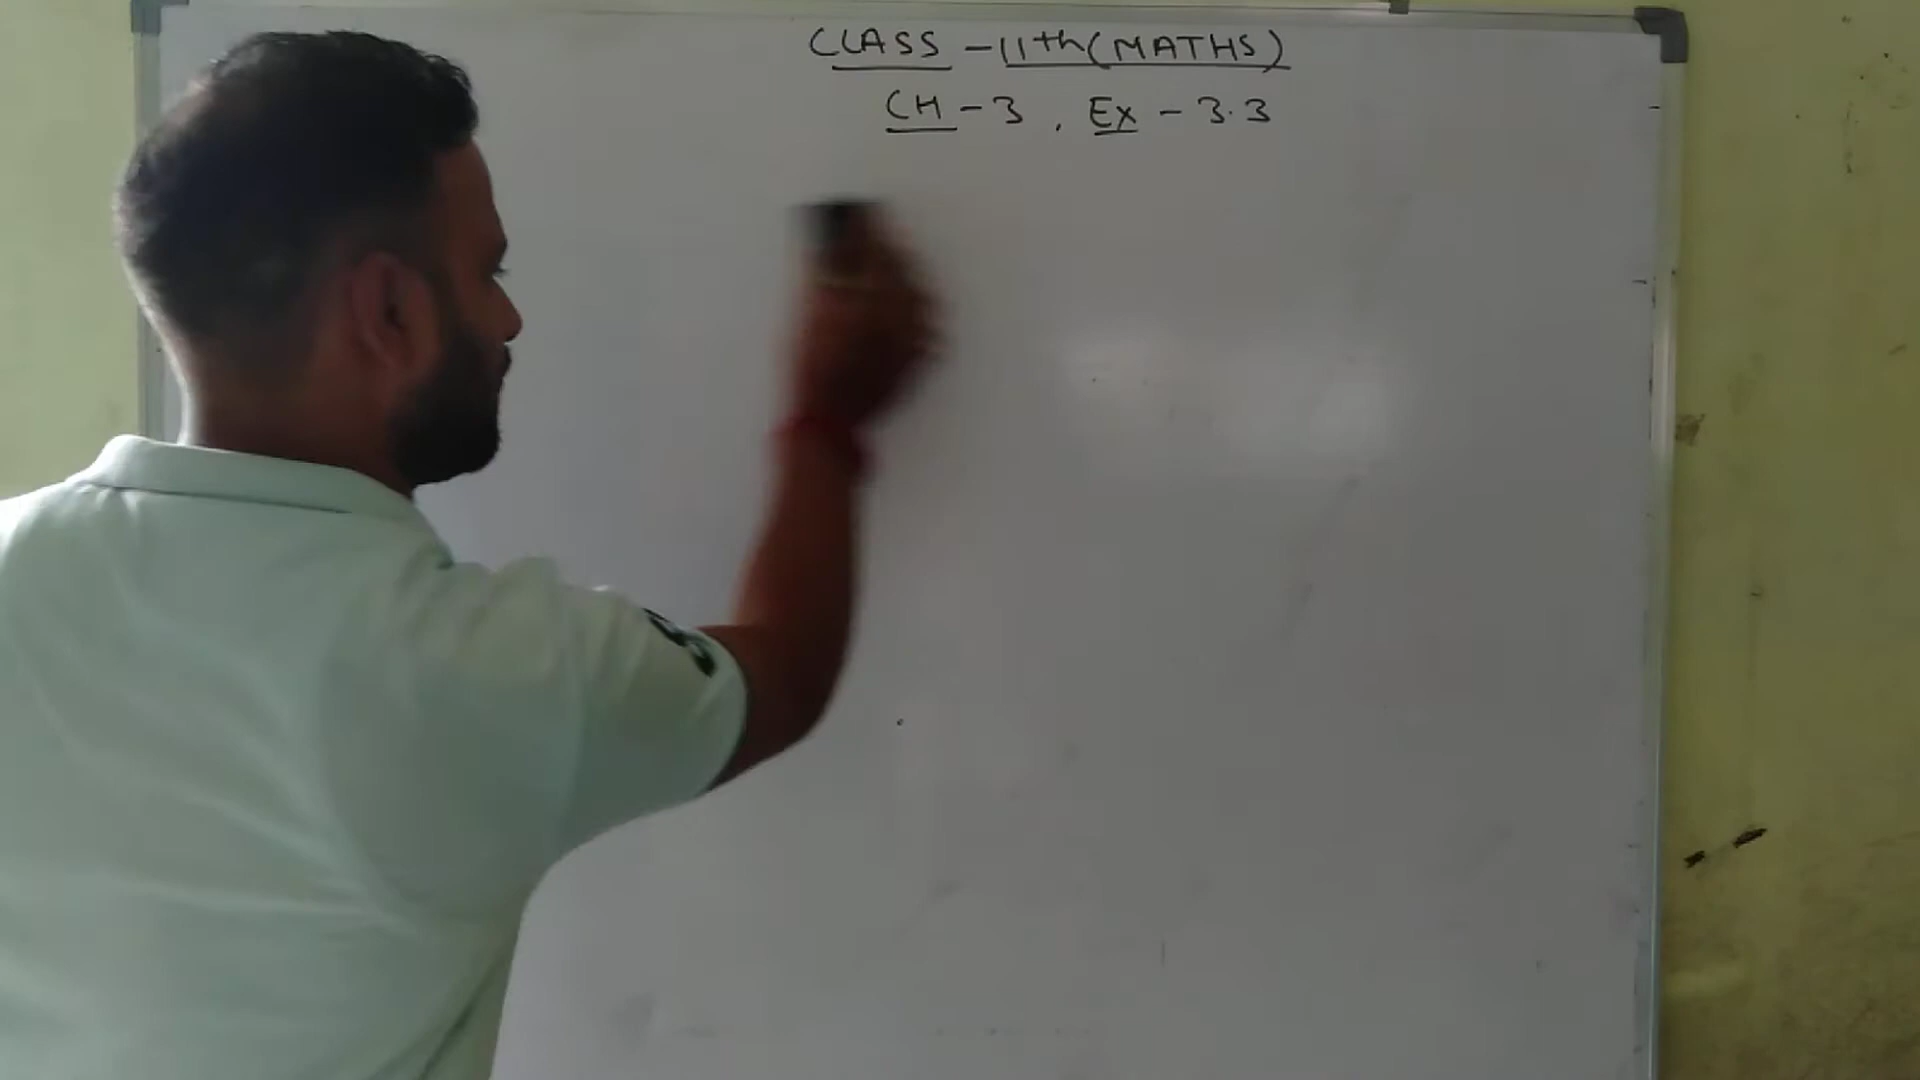 CLASS - 11th (MATHS)
CH - 3 , Ex - 3.3